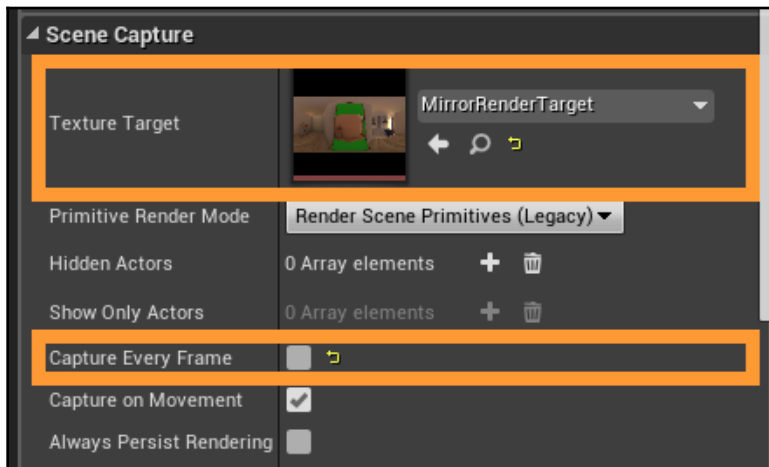 Scene Capture
Texture Target
MirrorRenderTarget
Primitive Render Mode
Render Scene Primitives (Legacy)
Hidden Actors
0 Array elements
Show Only Actors
0 Array elements
Capture Every Frame
Capture on Movement
Always Persist Rendering